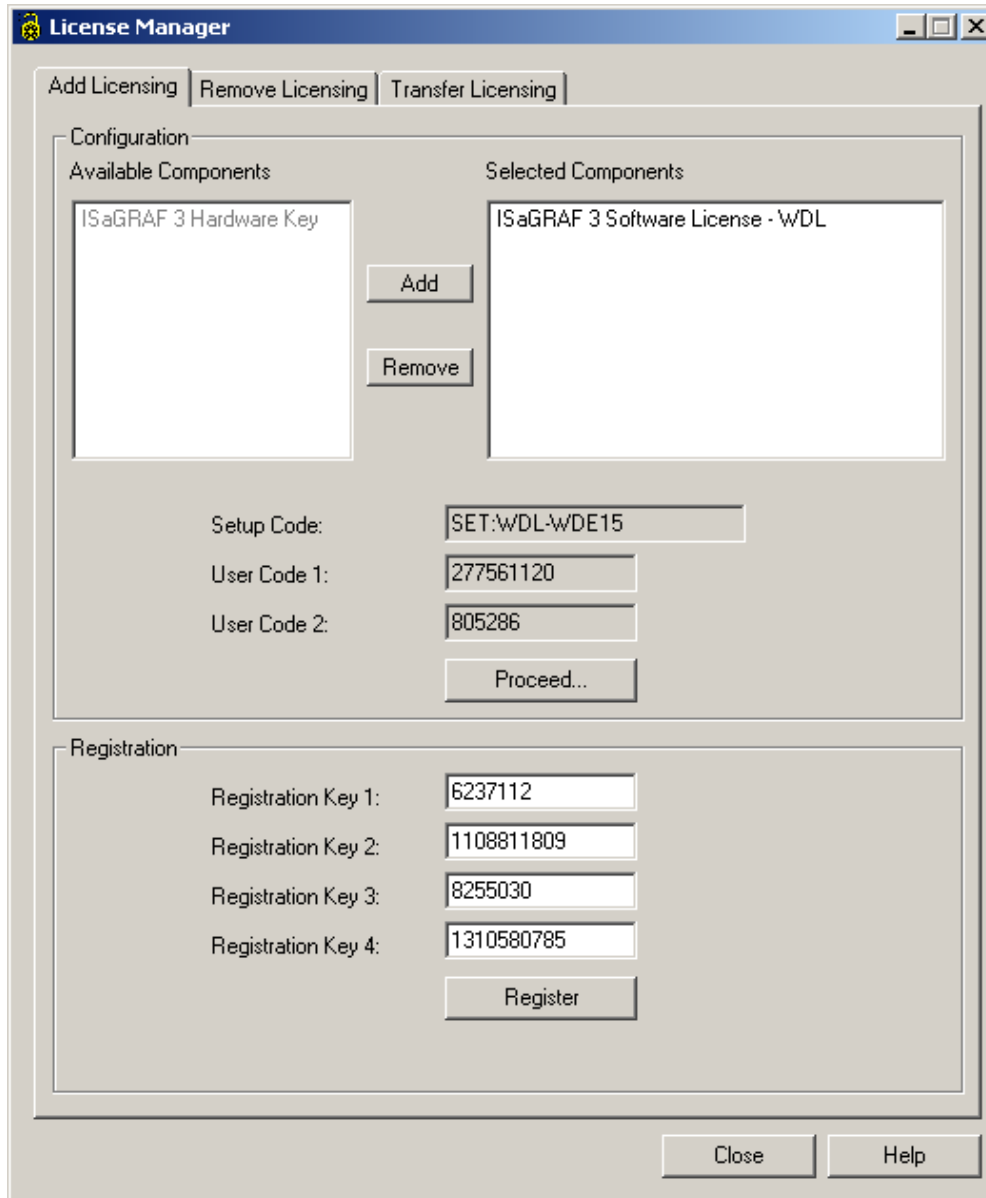 License Manager
Add Licensing Remove Licensing Transfer Licensing
Configuration
Available Components Selected Components
ISaGRAF 3 Hardware Key ISaGRAF 3 Software License - WDL
Add
Remove
Setup Code: SET:WDL-WDE15
User Code 1: 277561120
User Code 2: 805286
Proceed...
Registration
Registration Key 1: 6237112
Registration Key 2: 1108811809
Registration Key 3: 8255030
Registration Key 4: 1310580785
Register
Close Help